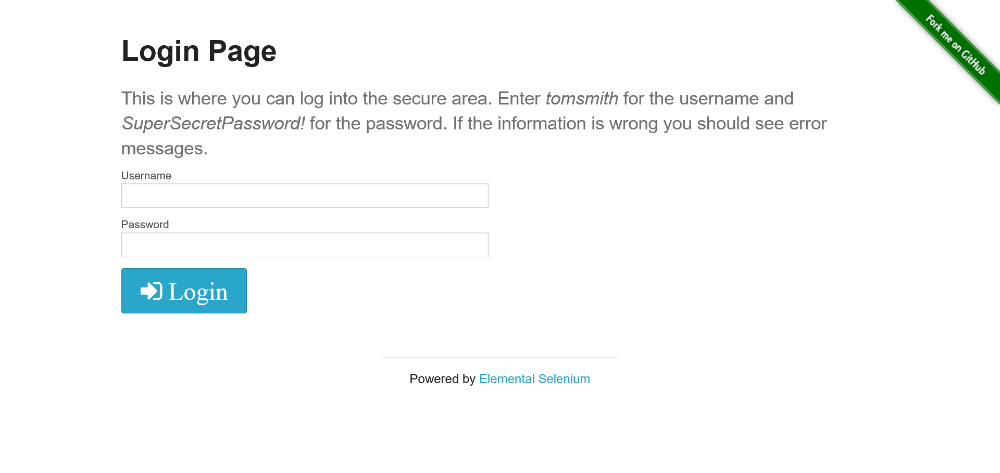 Fork me on GitHub
Login Page
This is where you can log into the secure area. Enter tomsmith for the username and
SuperSecretPassword! for the password. If the information is wrong you should see error
messages.
Username
Password
Login
Powered by Elemental Selenium